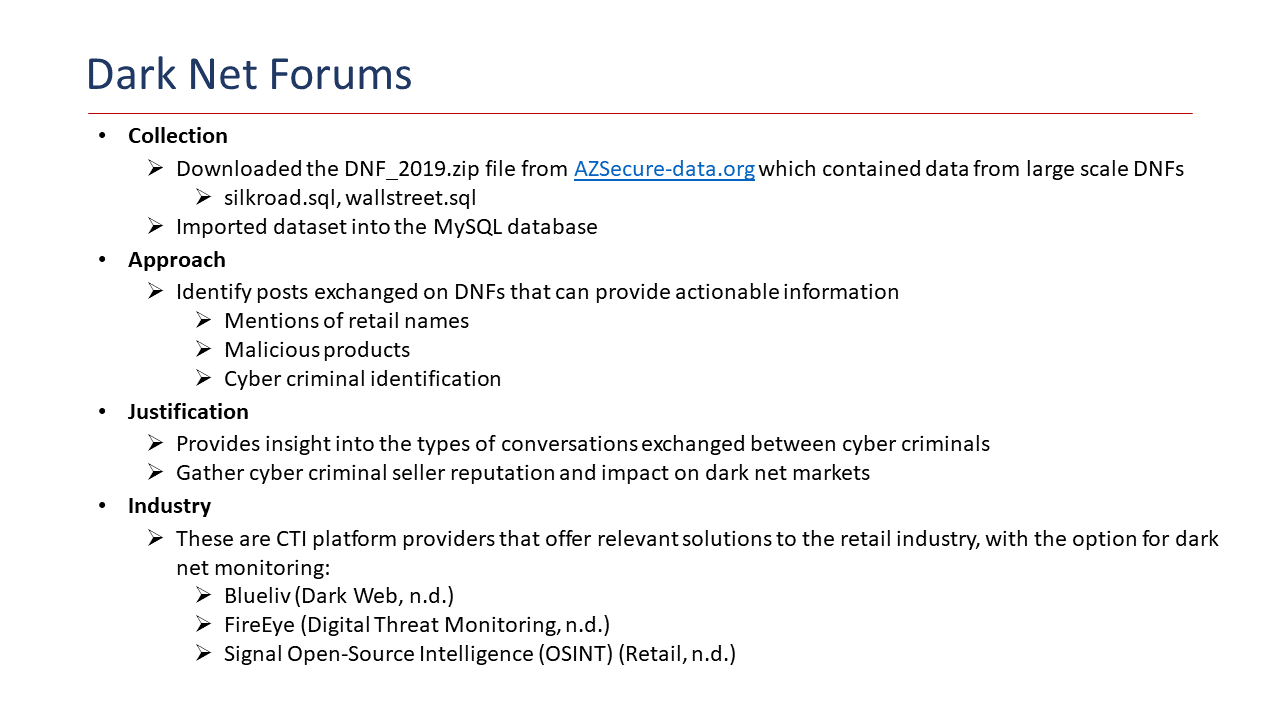 Dark Net Forums
• Collection
➢ Downloaded the DNF_2019.zip file from AZSecure-data.org which contained data from large scale DNFs
➢ silkroad.sql, wallstreet.sql
➢ Imported dataset into the MySQL database
• Approach
➢ Identify posts exchanged on DNFs that can provide actionable information
➢ Mentions of retail names
➢ Malicious products
➢ Cyber criminal identification
• Justification
➢ Provides insight into the types of conversations exchanged between cyber criminals
➢ Gather cyber criminal seller reputation and impact on dark net markets
• Industry
➢ These are CTI platform providers that offer relevant solutions to the retail industry, with the option for dark
net monitoring:
➢ Blueliv (Dark Web, n.d.)
➢ FireEye (Digital Threat Monitoring, n.d.)
➢ Signal Open-Source Intelligence (OSINT) (Retail, n.d.)